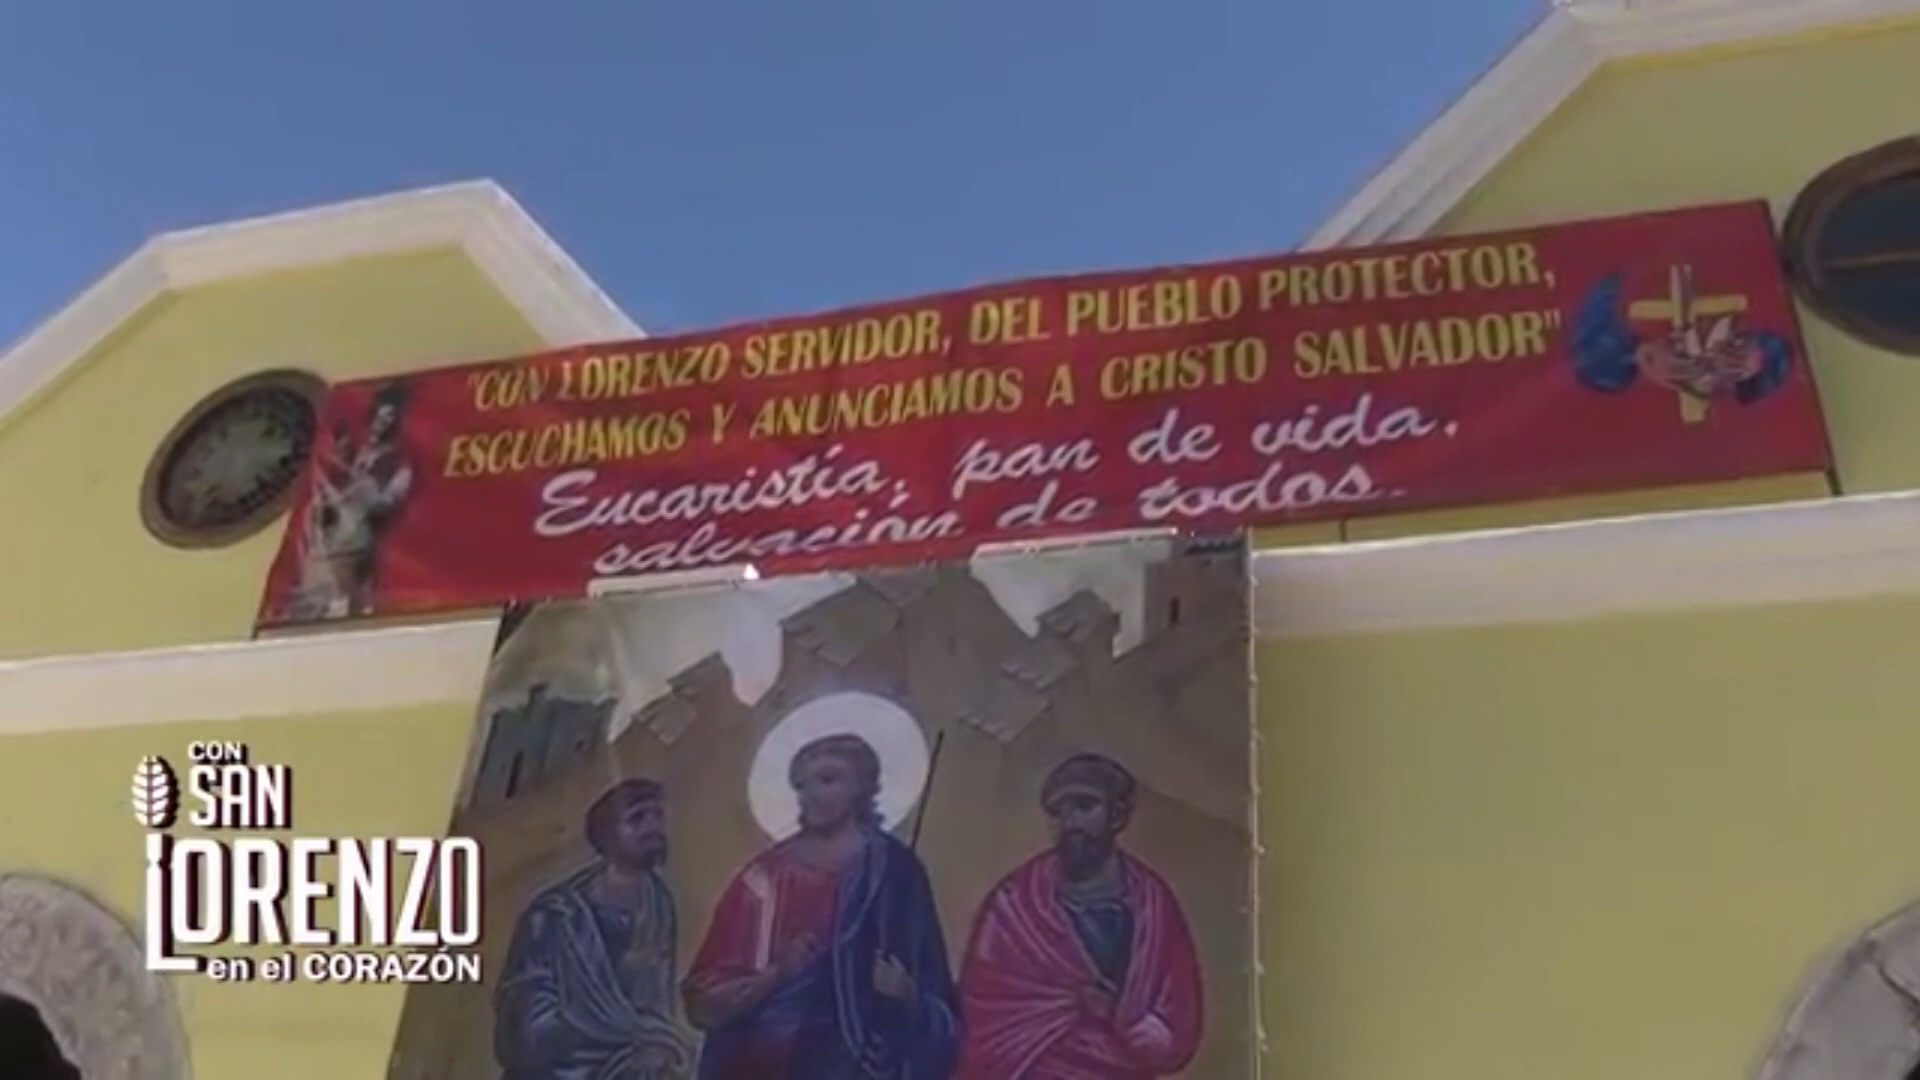 "CON LORENZO SERVIDOR, DEL PUEBLO PROTECTOR,
ESCUCHAMOS Y ANUNCIAMOS A CRISTO SALVADOR"
Eucaristía, pan de vida.
salvación de todos.
CON
SAN
LORENZO
en el CORAZÓN